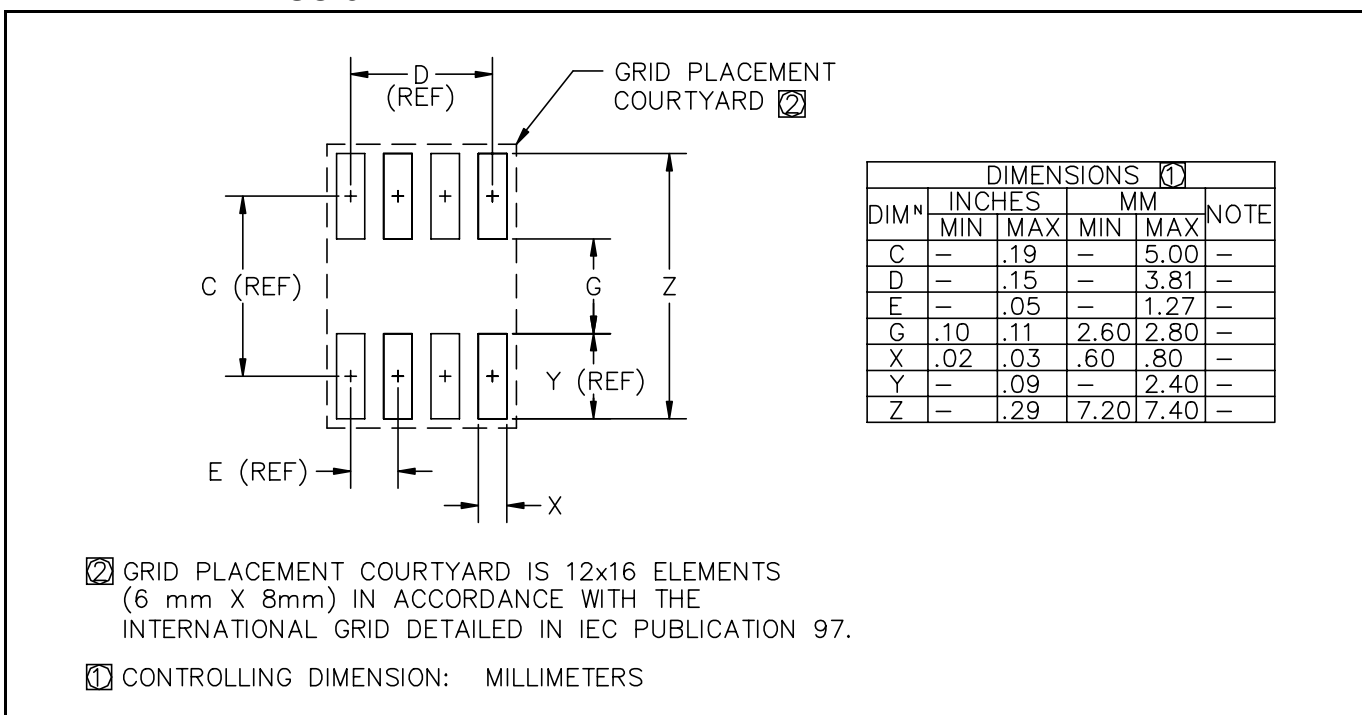 D
(REF)
GRID PLACEMENT
COURTYARD 2
C (REF)
G
Z
Y (REF)
E (REF)
X
DIMENSIONS 1
DIMN INCHES MM NOTE
MIN MAX MIN MAX
C – .19 – 5.00 –
D – .15 – 3.81 –
E – .05 – 1.27 –
G .10 .11 2.60 2.80 –
X .02 .03 .60 .80 –
Y – .09 – 2.40 –
Z – .29 7.20 7.40 –
2 GRID PLACEMENT COURTYARD IS 12x16 ELEMENTS
(6 mm X 8mm) IN ACCORDANCE WITH THE
INTERNATIONAL GRID DETAILED IN IEC PUBLICATION 97.
1 CONTROLLING DIMENSION: MILLIMETERS